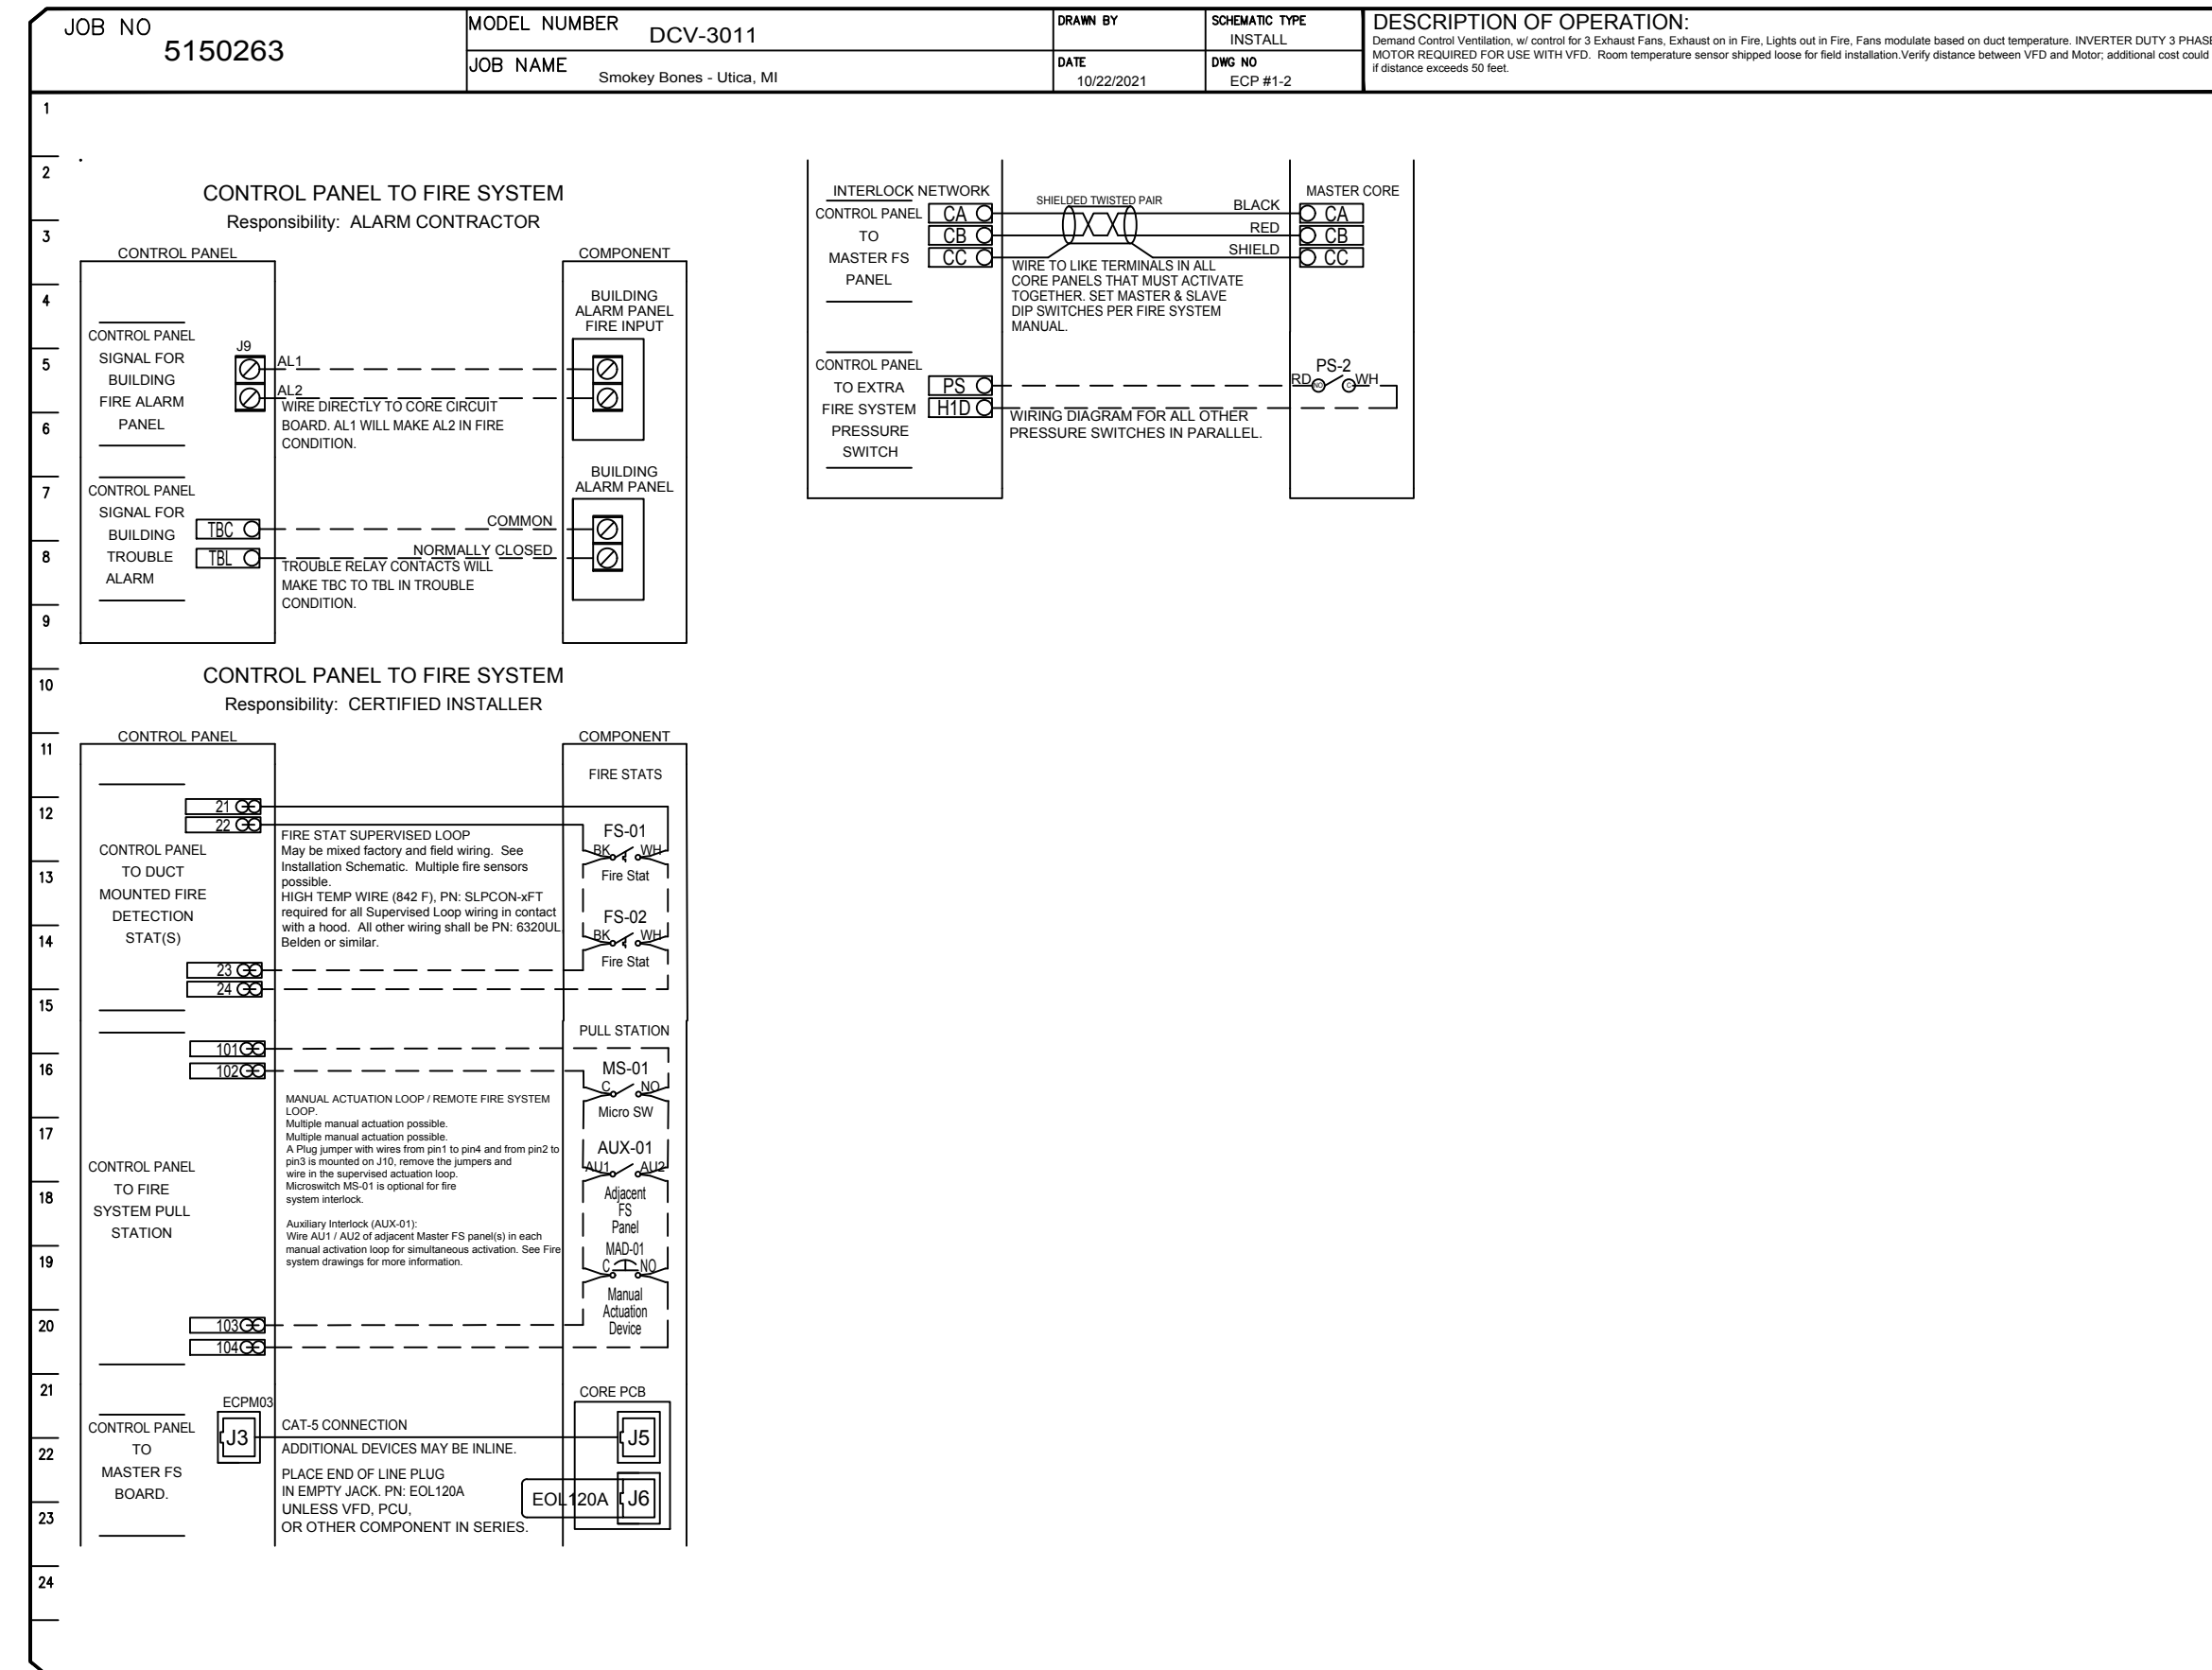 JOB NO
5150263
MODEL NUMBER
DCV-3011
JOB NAME
Smokey Bones - Utica, MI
DRAWN BY
DATE
10/22/2021
SCHEMATIC TYPE
INSTALL
DWG NO
ECP #1-2
DESCRIPTION OF OPERATION:
Demand Control Ventilation, w/ control for 3 Exhaust Fans, Exhaust on in Fire, Lights out in Fire, Fans modulate based on duct temperature. INVERTER DUTY 3 PHASE
MOTOR REQUIRED FOR USE WITH VFD. Room temperature sensor shipped loose for field installation.Verify distance between VFD and Motor; additional cost could
if distance exceeds 50 feet.
1
2
3
4
5
6
7
8
9
10
11
12
13
14
15
16
17
18
19
20
21
22
23
24
CONTROL PANEL TO FIRE SYSTEM
Responsibility: ALARM CONTRACTOR
CONTROL PANEL
COMPONENT
CONTROL PANEL
SIGNAL FOR
BUILDING
FIRE ALARM
PANEL
J9
AL1
AL2
WIRE DIRECTLY TO CORE CIRCUIT
BOARD. AL1 WILL MAKE AL2 IN FIRE
CONDITION.
BUILDING
ALARM PANEL
FIRE INPUT
CONTROL PANEL
SIGNAL FOR
BUILDING
TROUBLE
ALARM
TBC
TBL
COMMON
NORMALLY CLOSED
TROUBLE RELAY CONTACTS WILL
MAKE TBC TO TBL IN TROUBLE
CONDITION.
BUILDING
ALARM PANEL
CONTROL PANEL TO FIRE SYSTEM
Responsibility: CERTIFIED INSTALLER
CONTROL PANEL
COMPONENT
FIRE STATS
CONTROL PANEL
TO DUCT
MOUNTED FIRE
DETECTION
STAT(S)
21
22
23
24
FIRE STAT SUPERVISED LOOP
May be mixed factory and field wiring. See
Installation Schematic. Multiple fire sensors
possible.
HIGH TEMP WIRE (842 F), PN: SLPCON-xFT
required for all Supervised Loop wiring in contact
with a hood. All other wiring shall be PN: 6320UL
Belden or similar.
FS-01
BK WH
Fire Stat
FS-02
BK WH
Fire Stat
CONTROL PANEL
TO FIRE
SYSTEM PULL
STATION
101
102
103
104
MANUAL ACTUATION LOOP / REMOTE FIRE SYSTEM
LOOP.
Multiple manual actuation possible.
Multiple manual actuation possible.
A Plug jumper with wires from pin1 to pin4 and from pin2 to
pin3 is mounted on J10, remove the jumpers and
wire in the supervised actuation loop.
Microswitch MS-01 is optional for fire
system interlock.
Auxiliary Interlock (AUX-01):
Wire AU1 / AU2 of adjacent Master FS panel(s) in each
manual activation loop for simultaneous activation. See Fire
system drawings for more information.
PULL STATION
MS-01
C NO
Micro SW
AUX-01
AU1 AU2
Adjacent
FS
Panel
MAD-01
C NO
Manual
Actuation
Device
CONTROL PANEL
TO
MASTER FS
BOARD.
ECPM03
J3
CAT-5 CONNECTION
ADDITIONAL DEVICES MAY BE INLINE.
PLACE END OF LINE PLUG
IN EMPTY JACK. PN: EOL120A
UNLESS VFD, PCU,
OR OTHER COMPONENT IN SERIES.
CORE PCB
J5
EOL120A
J6
INTERLOCK NETWORK
CONTROL PANEL
TO
MASTER FS
PANEL
CA
CB
CC
SHIELDED TWISTED PAIR
BLACK
RED
SHIELD
WIRE TO LIKE TERMINALS IN ALL
CORE PANELS THAT MUST ACTIVATE
TOGETHER. SET MASTER & SLAVE
DIP SWITCHES PER FIRE SYSTEM
MANUAL.
MASTER CORE
CA
CB
CC
CONTROL PANEL
TO EXTRA
FIRE SYSTEM
PRESSURE
SWITCH
PS
H1D
WIRING DIAGRAM FOR ALL OTHER
PRESSURE SWITCHES IN PARALLEL.
PS-2
RD NO C WH